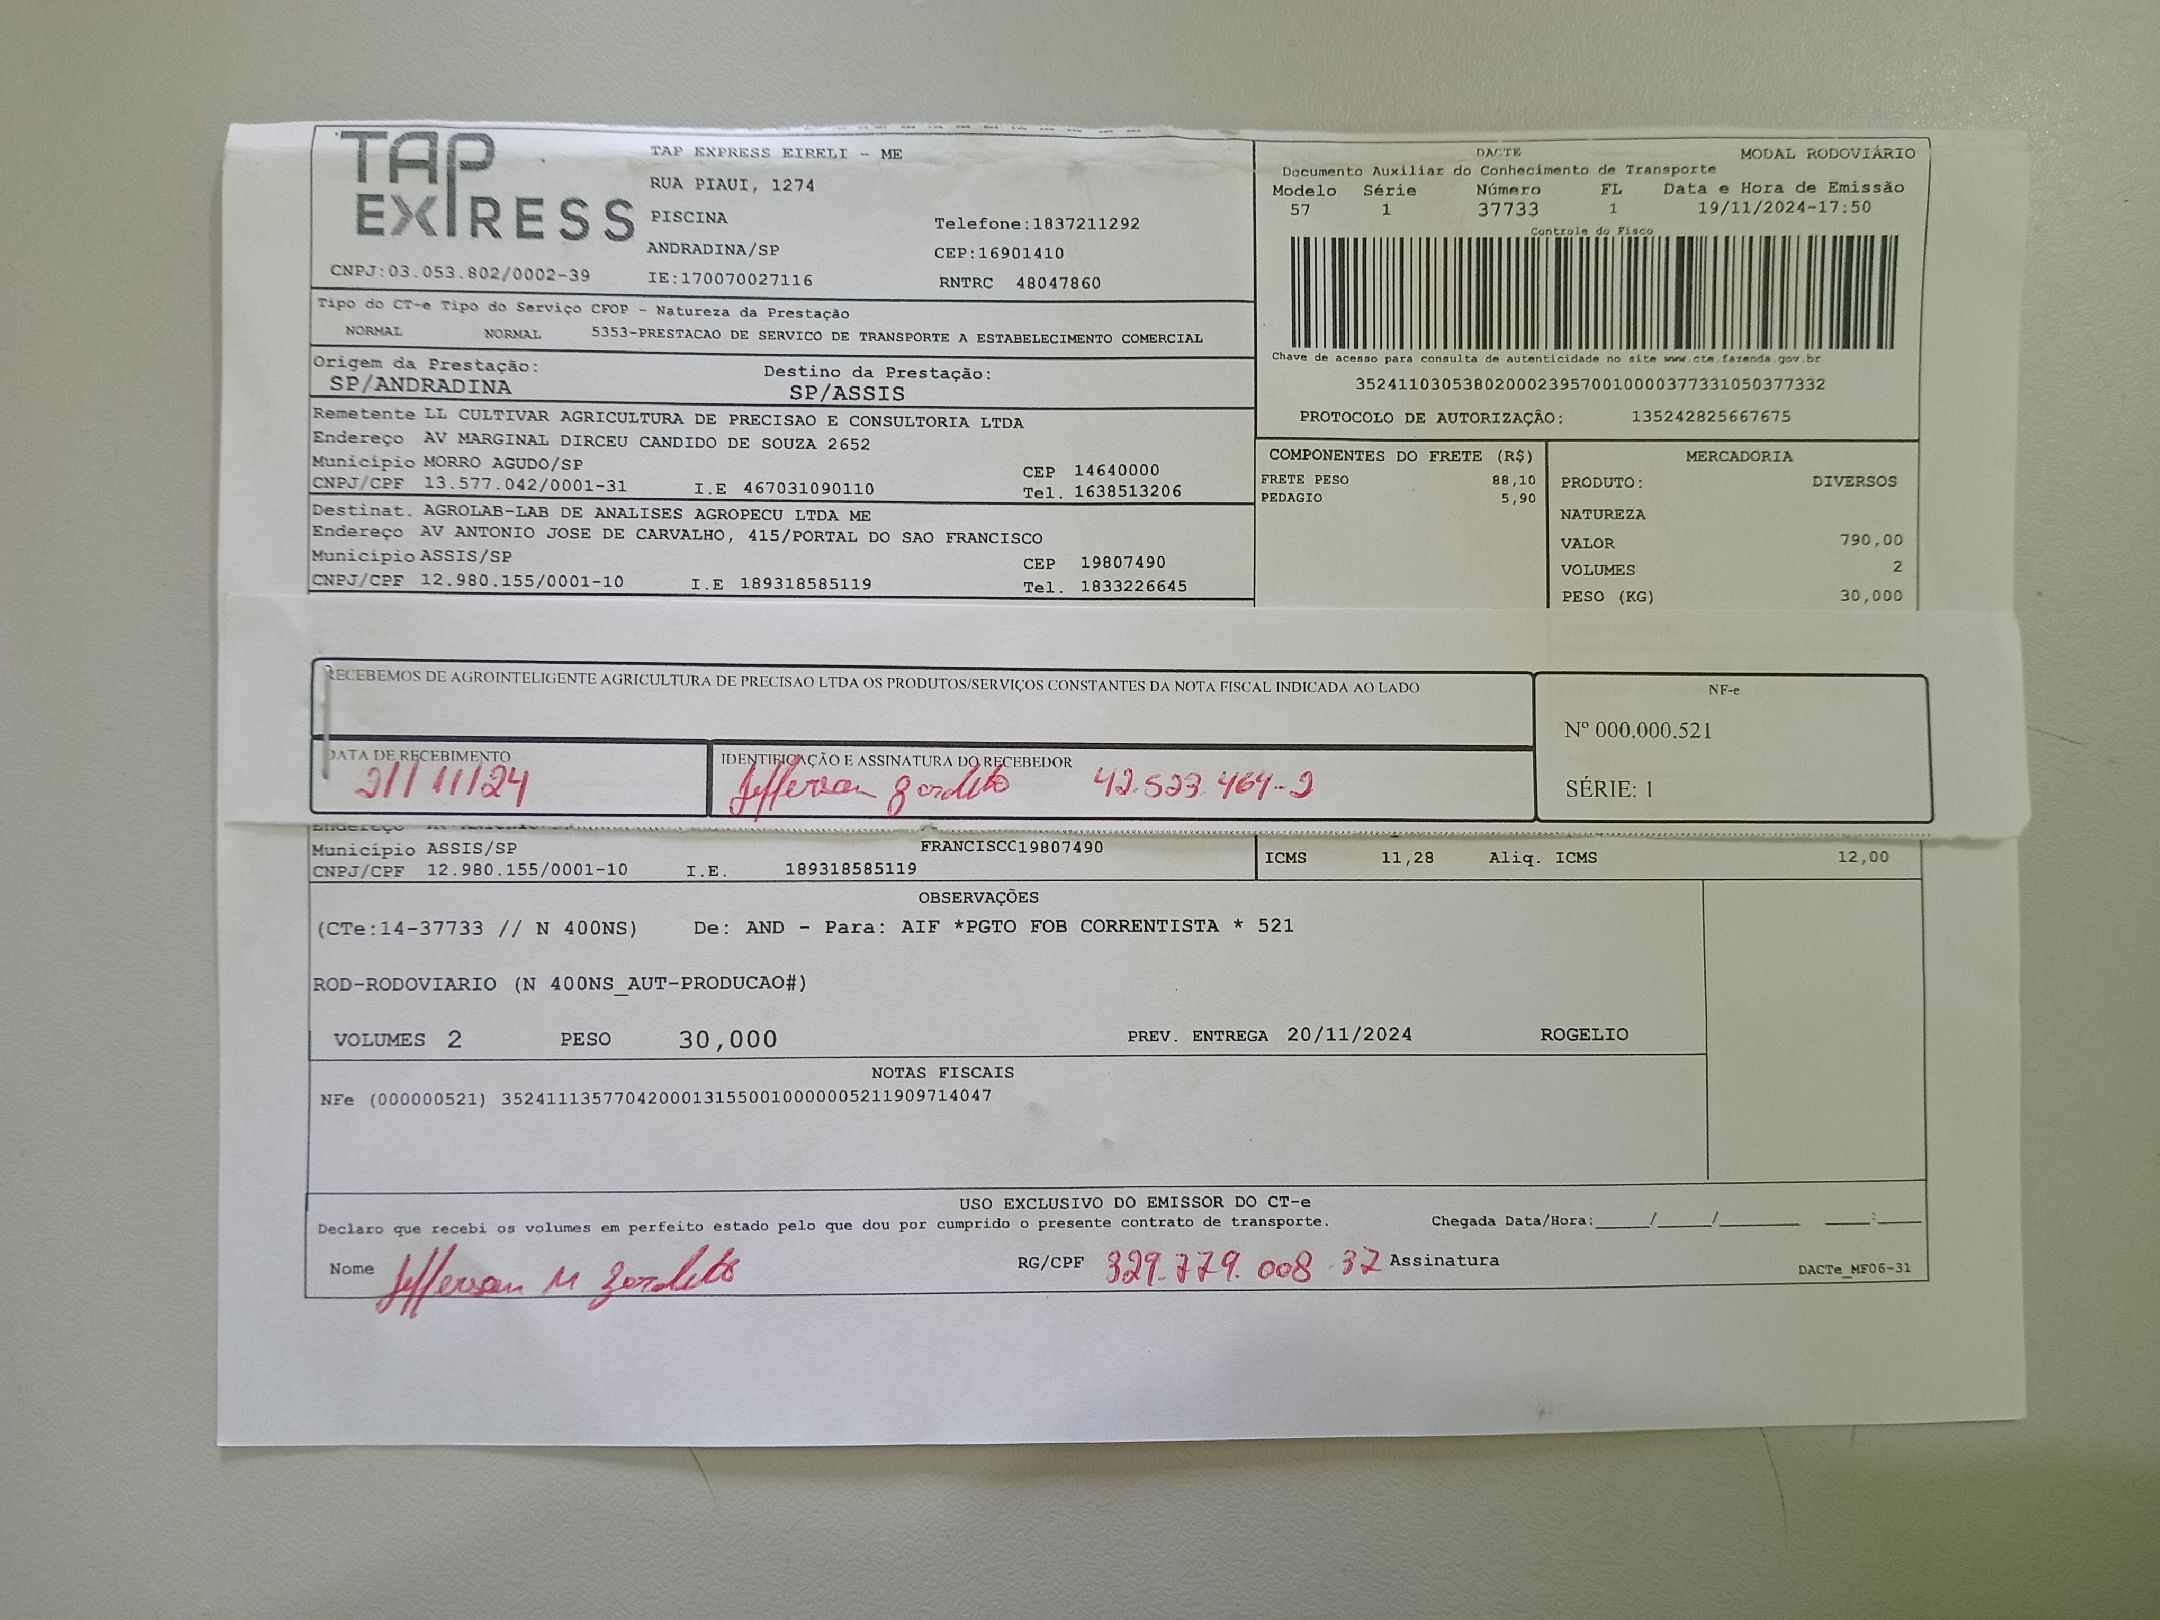 TAP EXPRESS
TAP EXPRESS EIRELI - ME
RUA PIAUI, 1274
PISCINA
Telefone:1837211292
ANDRADINA/SP
CEP:16901410
CNPJ:03.053.802/0002-39
IE:170070027116
RNTRC 48047860
DACTE
MODAL RODOVIÁRIO
Documento Auxiliar do Conhecimento de Transporte
Modelo Série Número FL Data e Hora de Emissão
57 1 37733 1 19/11/2024-17:50
Controle do Fisco
Chave de acesso para consulta de autenticidade no site www.cte.fazenda.gov.br
35241103053802000239570010000377331050377332
PROTOCOLO DE AUTORIZAÇÃO: 135242825667675
Tipo do CT-e Tipo do Serviço CFOP - Natureza da Prestação
NORMAL NORMAL 5353-PRESTACAO DE SERVICO DE TRANSPORTE A ESTABELECIMENTO COMERCIAL
Origem da Prestação: Destino da Prestação:
SP/ANDRADINA SP/ASSIS
Remetente LL CULTIVAR AGRICULTURA DE PRECISAO E CONSULTORIA LTDA
Endereço AV MARGINAL DIRCEU CANDIDO DE SOUZA 2652
Município MORRO AGUDO/SP CEP 14640000
CNPJ/CPF 13.577.042/0001-31 I.E 467031090110 Tel. 1638513206
Destinat. AGROLAB-LAB DE ANALISES AGROPECU LTDA ME
Endereço AV ANTONIO JOSE DE CARVALHO, 415/PORTAL DO SAO FRANCISCO
Município ASSIS/SP CEP 19807490
CNPJ/CPF 12.980.155/0001-10 I.E 189318585119 Tel. 1833226645
COMPONENTES DO FRETE (R$)
FRETE PESO 88,10
PEDAGIO 5,90
MERCADORIA
PRODUTO: DIVERSOS
NATUREZA
VALOR 790,00
VOLUMES 2
PESO (KG) 30,000
RECEBEMOS DE AGROINTELIGENTE AGRICULTURA DE PRECISAO LTDA OS PRODUTOS/SERVIÇOS CONSTANTES DA NOTA FISCAL INDICADA AO LADO
DATA DE RECEBIMENTO
21/11/24
IDENTIFICAÇÃO E ASSINATURA DO RECEBEDOR
Jefferson Zordeto 42.523.464-2
NF-e
Nº 000.000.521
SÉRIE: 1
Endereço
Município ASSIS/SP FRANCISCC19807490
CNPJ/CPF 12.980.155/0001-10 I.E. 189318585119
ICMS 11,28 Aliq. ICMS 12,00
OBSERVAÇÕES
(CTe:14-37733 // N 400NS) De: AND - Para: AIF *PGTO FOB CORRENTISTA * 521
ROD-RODOVIARIO (N 400NS_AUT-PRODUCAO#)
VOLUMES 2 PESO 30,000 PREV. ENTREGA 20/11/2024 ROGELIO
NOTAS FISCAIS
NFe (000000521) 35241113577042000131550010000005211909714047
USO EXCLUSIVO DO EMISSOR DO CT-e
Declaro que recebi os volumes em perfeito estado pelo que dou por cumprido o presente contrato de transporte. Chegada Data/Hora:_____/_____/________ ____:____
Nome Jefferson M Zordeto RG/CPF 329.779.008.37 Assinatura
DACTe_MF06-31